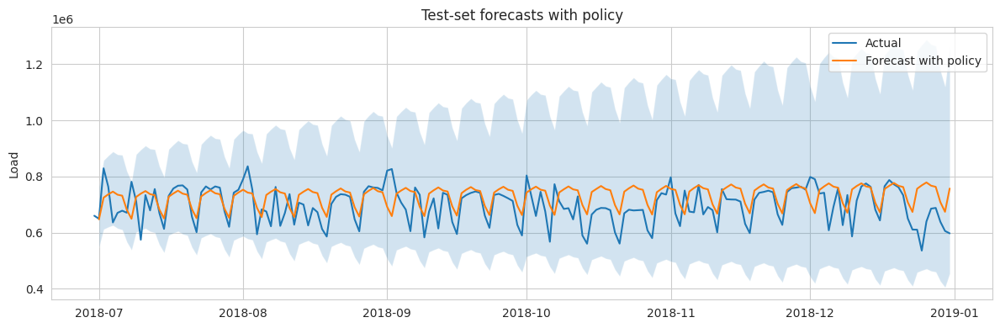 Test-set forecasts with policy
1e6
Actual
Forecast with policy
1.2
1.0
0.8
0.6
0.4
Load
2018-07 2018-08 2018-09 2018-10 2018-11 2018-12 2019-01